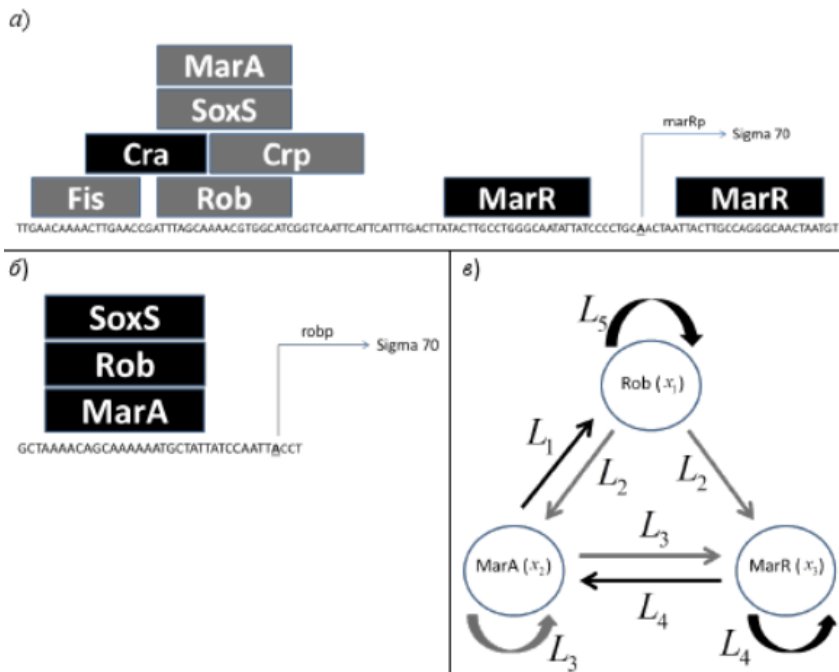 а)
MarA
SoxS
Cra
Crp
marRp
Sigma 70
Fis
Rob
MarR
MarR
TTGAACAAAACTTGAACCGATTTAGCAAAACGTGGCATCGGTCAATTCATTCATTTGACTTATACTTGCCTGGGCAATATTATCCCCTGCAACTAATTACTTGCCAGGGCAACTAATGT
б)
SoxS
Rob
MarA
robp
Sigma 70
GCTAAAACAGCAAAAAATGCTATTATCCAATTACCT
в)
L₅
Rob (x₁)
L₁
L₂
L₂
L₃
MarA (x₂)
MarR (x₃)
L₄
L₃
L₄